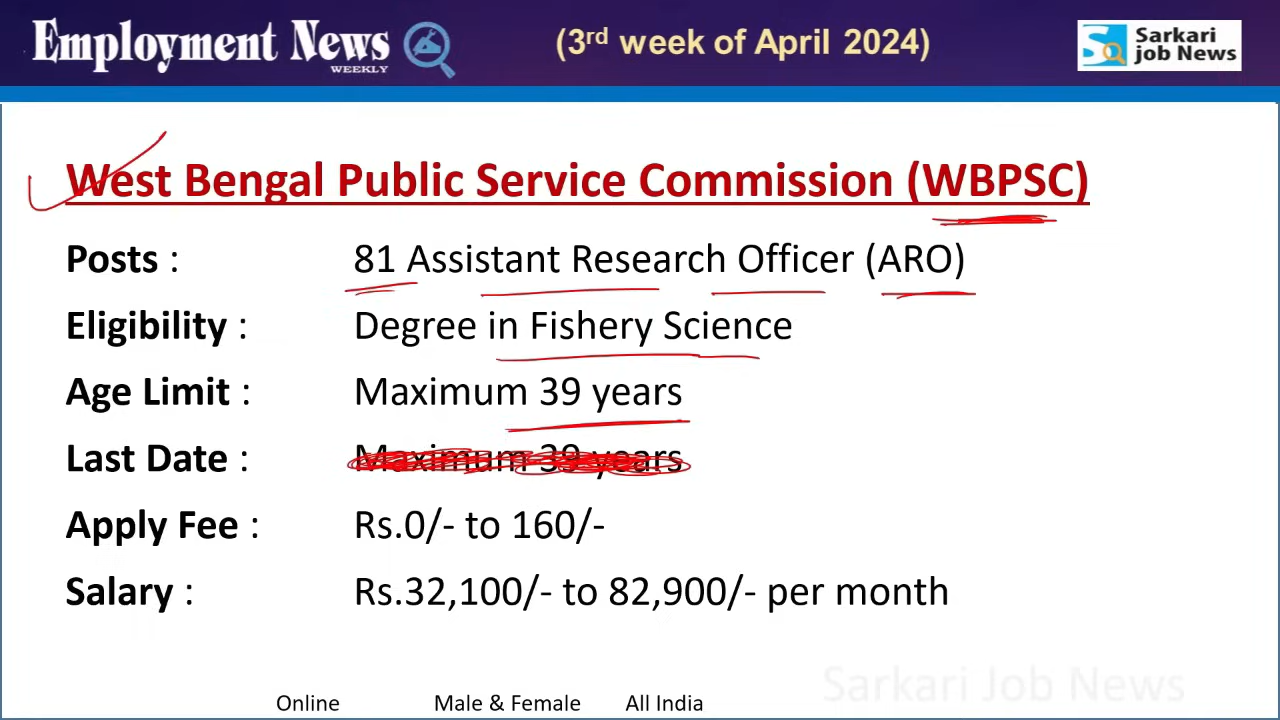 Employment News
WEEKLY
(3rd week of April 2024)
Sarkari
Job News
West Bengal Public Service Commission (WBPSC)
Posts : 81 Assistant Research Officer (ARO)
Eligibility : Degree in Fishery Science
Age Limit : Maximum 39 years
Last Date : Maximum 39 years
Apply Fee : Rs.0/- to 160/-
Salary : Rs.32,100/- to 82,900/- per month
Sarkari Job News
Online Male & Female All India